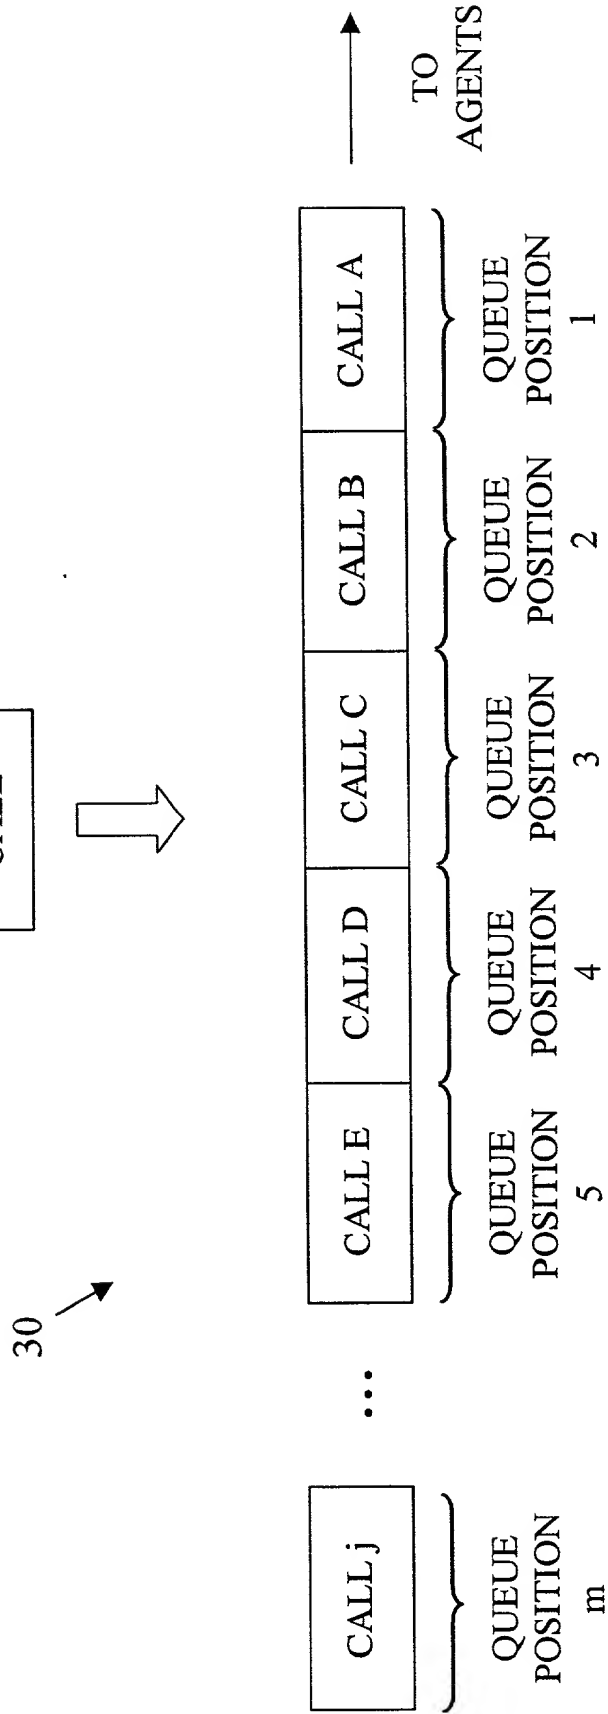 30
CALL j
...
CALL E
CALL D
CALL C
CALL B
CALL A
TO
AGENTS
QUEUE
POSITION
m
QUEUE
POSITION
5
QUEUE
POSITION
4
QUEUE
POSITION
3
QUEUE
POSITION
2
QUEUE
POSITION
1